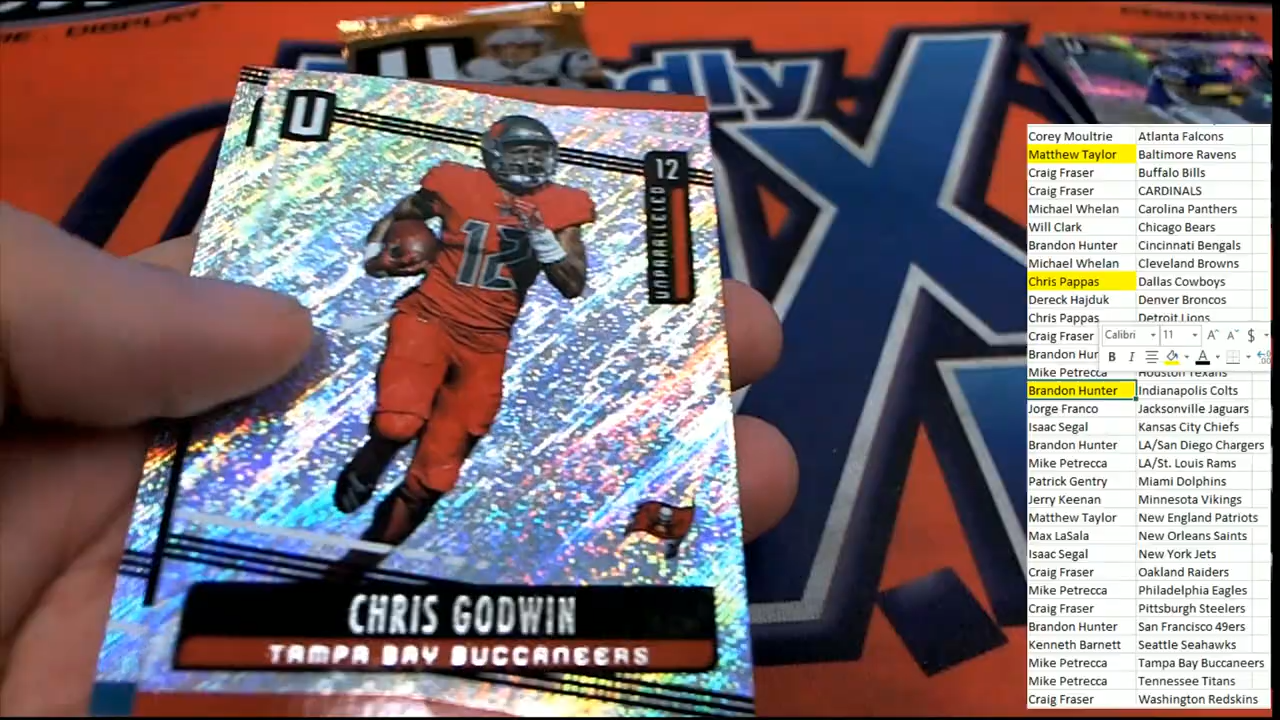 DISPLAY
U
dly
U
12
UNPARALLELED
12
CHRIS GODWIN
TAMPA BAY BUCCANEERS
Corey Moultrie Atlanta Falcons
Matthew Taylor Baltimore Ravens
Craig Fraser Buffalo Bills
Craig Fraser CARDINALS
Michael Whelan Carolina Panthers
Will Clark Chicago Bears
Brandon Hunter Cincinnati Bengals
Michael Whelan Cleveland Browns
Chris Pappas Dallas Cowboys
Dereck Hajduk Denver Broncos
Chris Pappas Detroit Lions
Craig Fraser
Calibri 11 A A $
Brandon Hun
B I A
Mike Petrecca Houston Texans
Brandon Hunter Indianapolis Colts
Jorge Franco Jacksonville Jaguars
Isaac Segal Kansas City Chiefs
Brandon Hunter LA/San Diego Chargers
Mike Petrecca LA/St. Louis Rams
Patrick Gentry Miami Dolphins
Jerry Keenan Minnesota Vikings
Matthew Taylor New England Patriots
Max LaSala New Orleans Saints
Isaac Segal New York Jets
Craig Fraser Oakland Raiders
Mike Petrecca Philadelphia Eagles
Craig Fraser Pittsburgh Steelers
Brandon Hunter San Francisco 49ers
Kenneth Barnett Seattle Seahawks
Mike Petrecca Tampa Bay Buccaneers
Mike Petrecca Tennessee Titans
Craig Fraser Washington Redskins